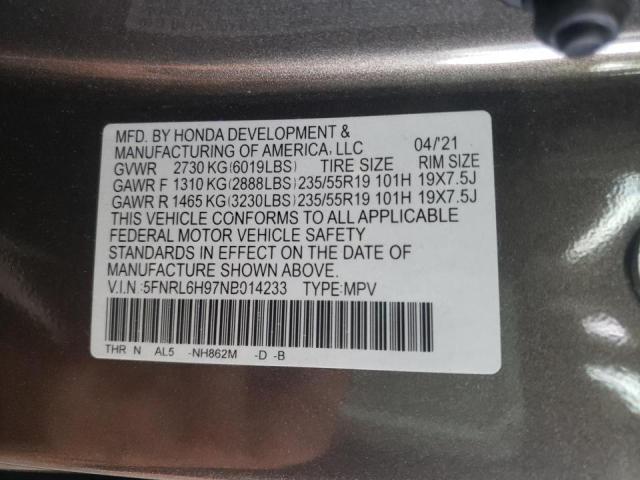 MFD. BY HONDA DEVELOPMENT &
MANUFACTURING OF AMERICA, LLC 04/'21
GVWR 2730 KG(6019LBS) TIRE SIZE RIM SIZE
GAWR F 1310 KG(2888LBS)235/55R19 101H 19X7.5J
GAWR R 1465 KG(3230LBS)235/55R19 101H 19X7.5J
THIS VEHICLE CONFORMS TO ALL APPLICABLE
FEDERAL MOTOR VEHICLE SAFETY
STANDARDS IN EFFECT ON THE DATE OF
MANUFACTURE SHOWN ABOVE.
V.I.N:5FNRL6H97NB014233 TYPE:MPV
THR N AL5 -NH862M -D -B